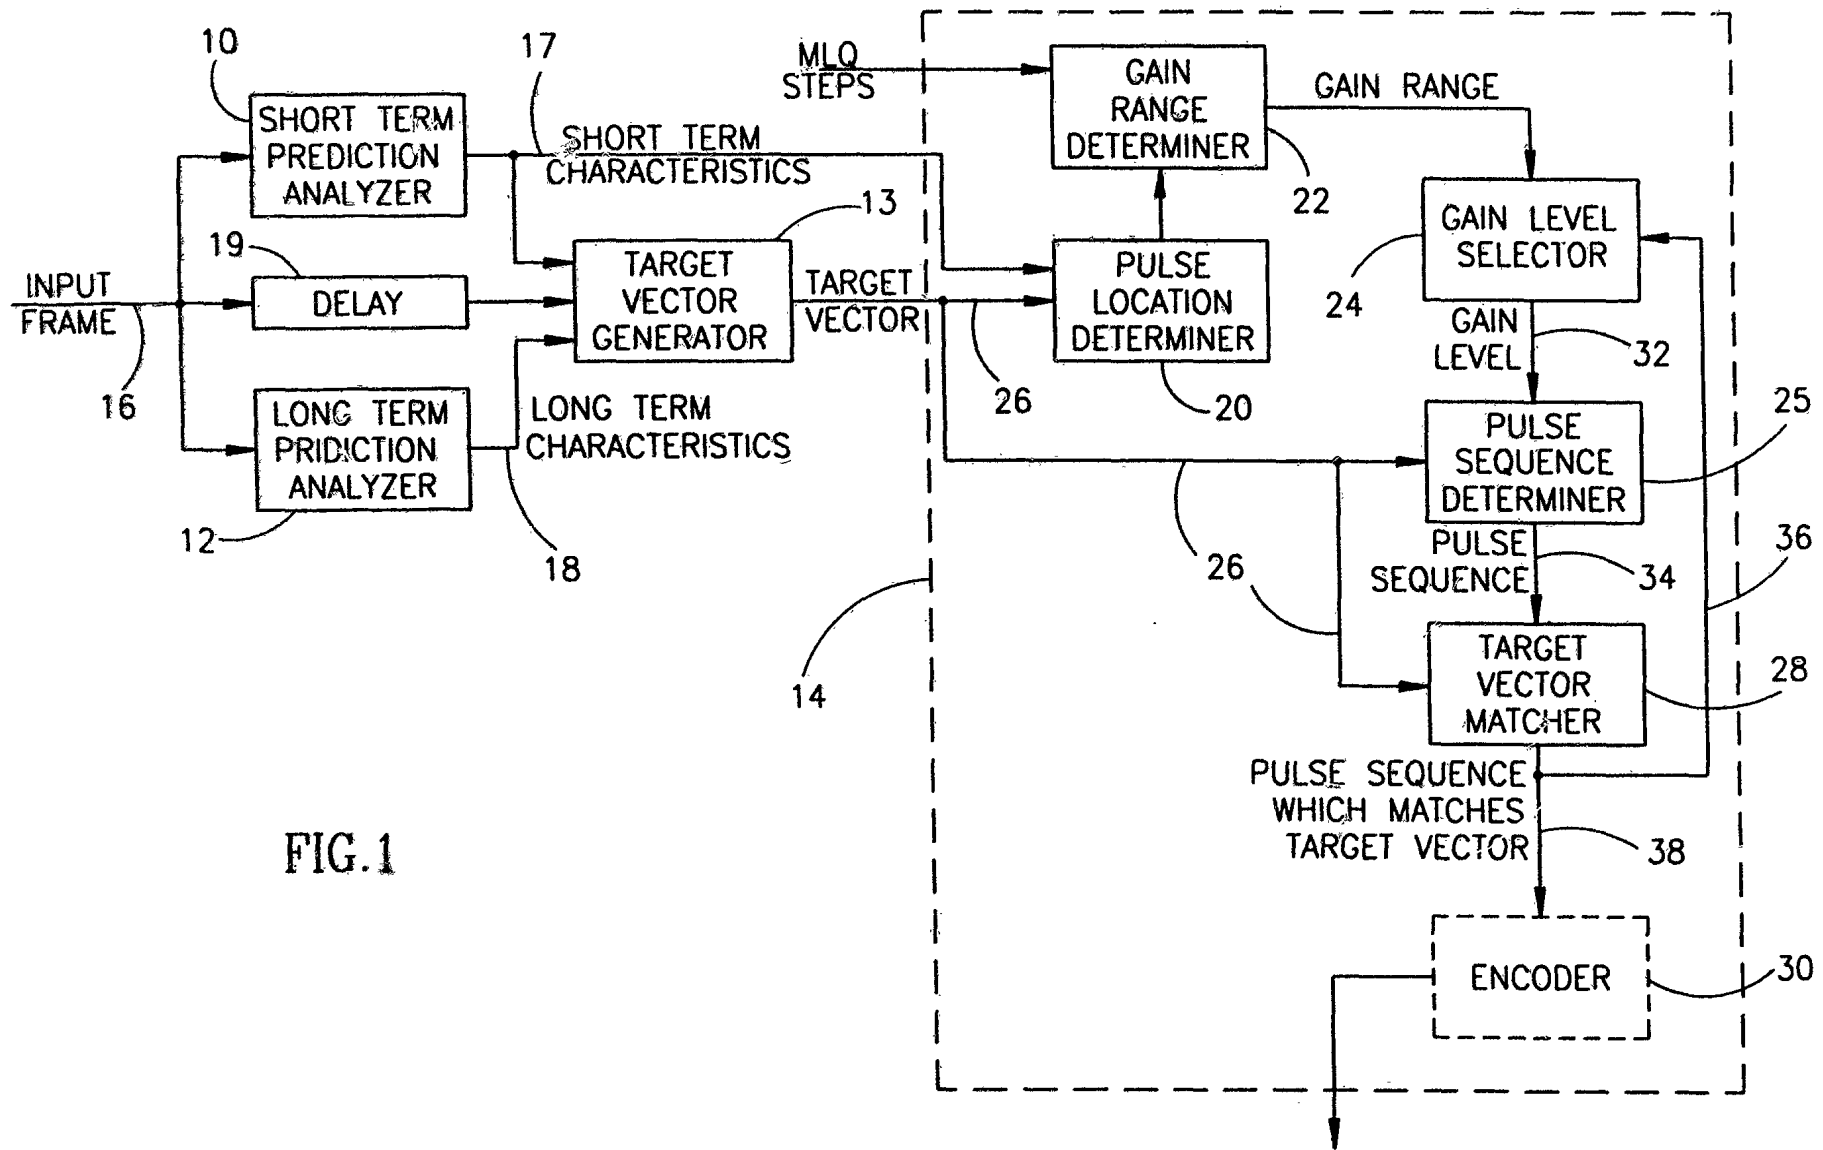 10
17
MLQ
STEPS
GAIN
RANGE
DETERMINER
GAIN RANGE
22
SHORT TERM
PREDICTION
ANALYZER
SHORT TERM
CHARACTERISTICS
13
19
INPUT
FRAME
16
DELAY
TARGET
VECTOR
GENERATOR
TARGET
VECTOR
26
PULSE
LOCATION
DETERMINER
20
GAIN LEVEL
SELECTOR
24
GAIN
LEVEL
32
LONG TERM
PRIDICTION
ANALYZER
12
LONG TERM
CHARACTERISTICS
18
PULSE
SEQUENCE
DETERMINER
25
26
PULSE
SEQUENCE
34
36
14
TARGET
VECTOR
MATCHER
28
PULSE SEQUENCE
WHICH MATCHES
TARGET VECTOR
38
FIG.1
ENCODER
30